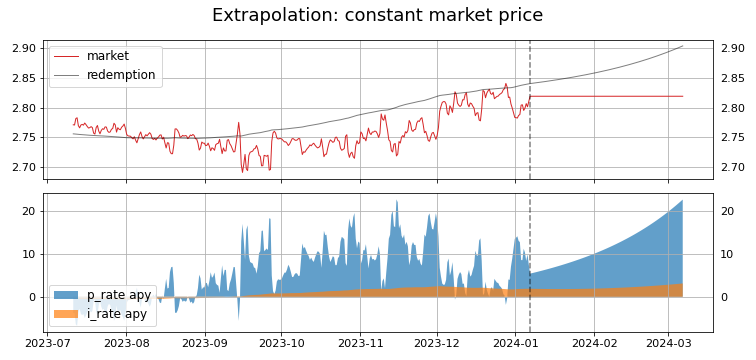 Extrapolation: constant market price
2.90
2.85
2.80
2.75
2.70
market
redemption
2.90
2.85
2.80
2.75
2.70
20
10
0
p_rate apy
i_rate apy
20
10
0
2023-07 2023-08 2023-09 2023-10 2023-11 2023-12 2024-01 2024-02 2024-03